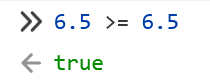 ≫ 6.5 >= 6.5
← true